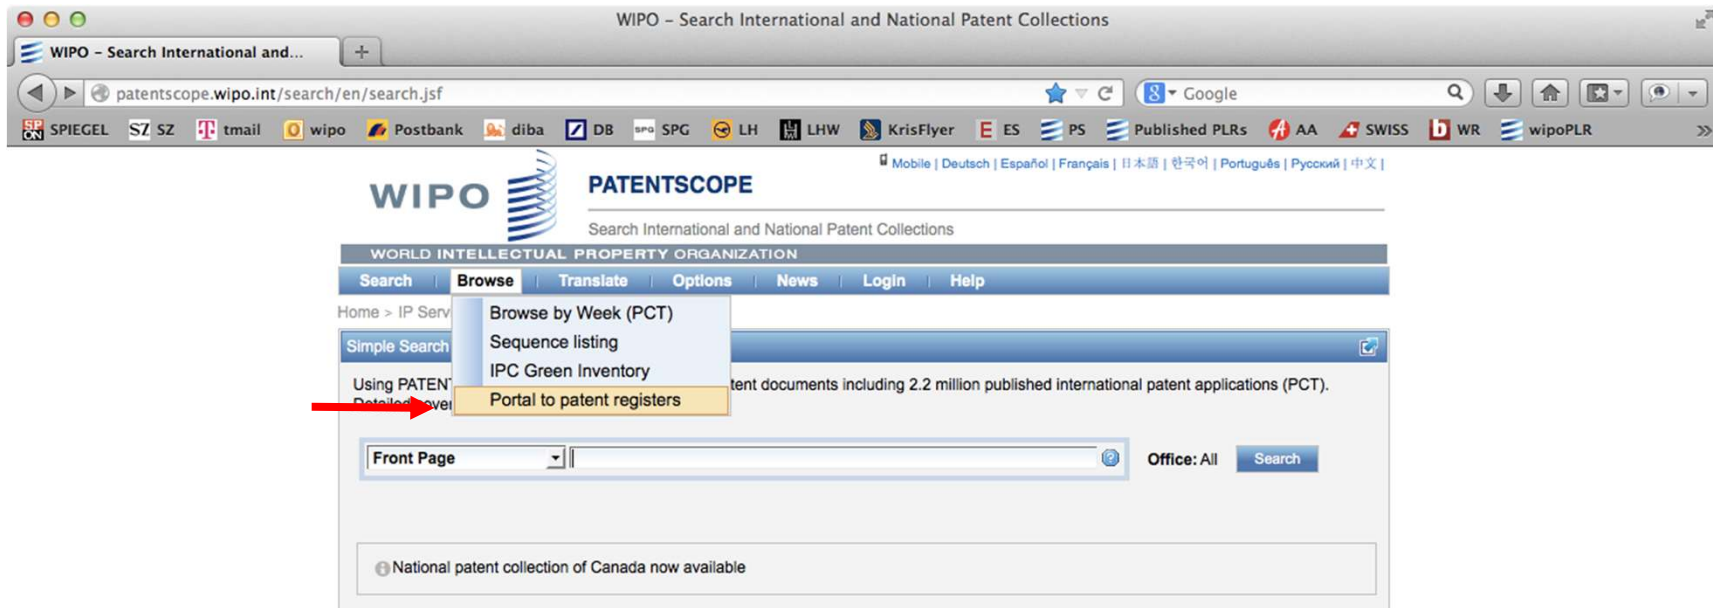 WIPO – Search International and National Patent Collections
WIPO – Search International and...
patentscope.wipo.int/search/en/search.jsf
Google
SPIEGEL SZ SZ tmail wipo Postbank diba DB SPG SPG LH LHW KrisFlyer E ES PS Published PLRs AA SWISS WR wipoPLR
Mobile | Deutsch | Español | Français | 日本語 | 한국어 | Português | Русский | 中文 |
WIPO
PATENTSCOPE
Search International and National Patent Collections
WORLD INTELLECTUAL PROPERTY ORGANIZATION
Search Browse Translate Options News Login Help
Home > IP Serv
Browse by Week (PCT)
Sequence listing
IPC Green Inventory
Portal to patent registers
Simple Search
Using PATEN tent documents including 2.2 million published international patent applications (PCT).
Front Page Office: All Search
National patent collection of Canada now available